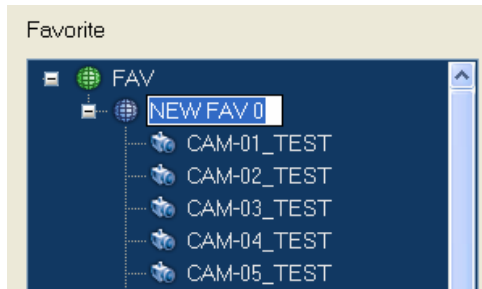 Favorite
FAV
NEW FAV 0
CAM-01_TEST
CAM-02_TEST
CAM-03_TEST
CAM-04_TEST
CAM-05_TEST